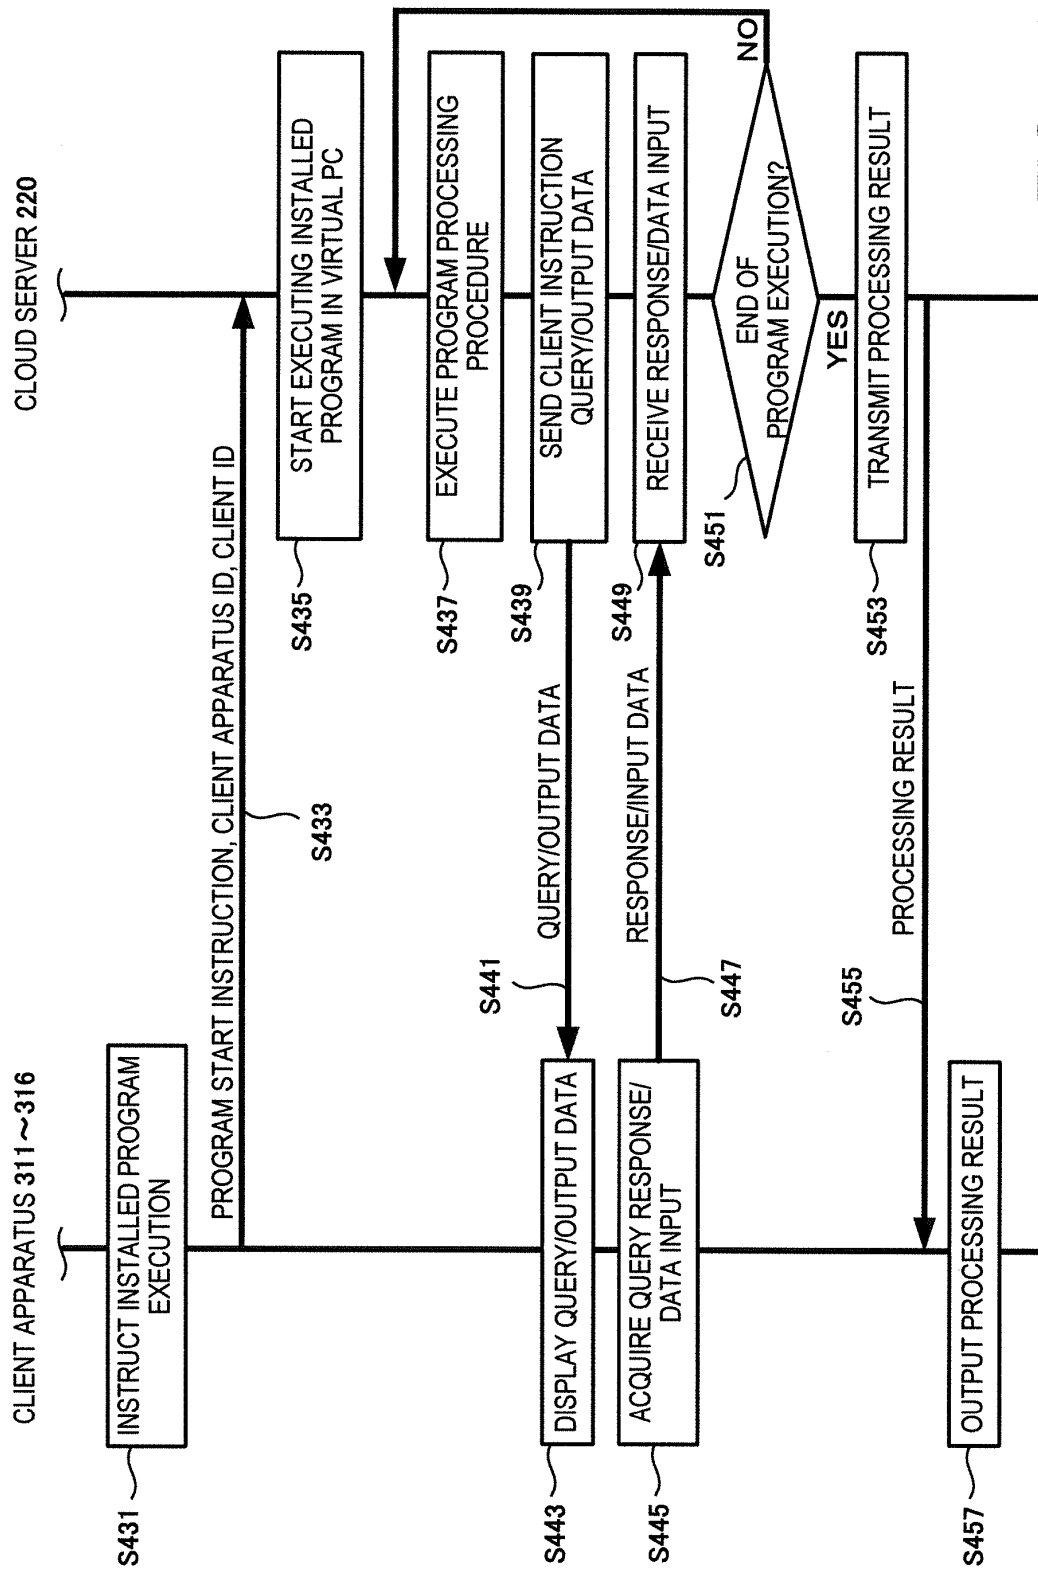 CLIENT APPARATUS 311~316
CLOUD SERVER 220
INSTRUCT INSTALLED PROGRAM
EXECUTION
S431
PROGRAM START INSTRUCTION, CLIENT APPARATUS ID, CLIENT ID
S433
START EXECUTING INSTALLED
PROGRAM IN VIRTUAL PC
S435
EXECUTE PROGRAM PROCESSING
PROCEDURE
S437
SEND CLIENT INSTRUCTION
QUERY/OUTPUT DATA
S439
QUERY/OUTPUT DATA
S441
DISPLAY QUERY/OUTPUT DATA
S443
ACQUIRE QUERY RESPONSE/
DATA INPUT
S445
RESPONSE/INPUT DATA
S447
RECEIVE RESPONSE/DATA INPUT
S449
END OF
PROGRAM EXECUTION?
S451
NO
YES
TRANSMIT PROCESSING RESULT
S453
PROCESSING RESULT
S455
OUTPUT PROCESSING RESULT
S457